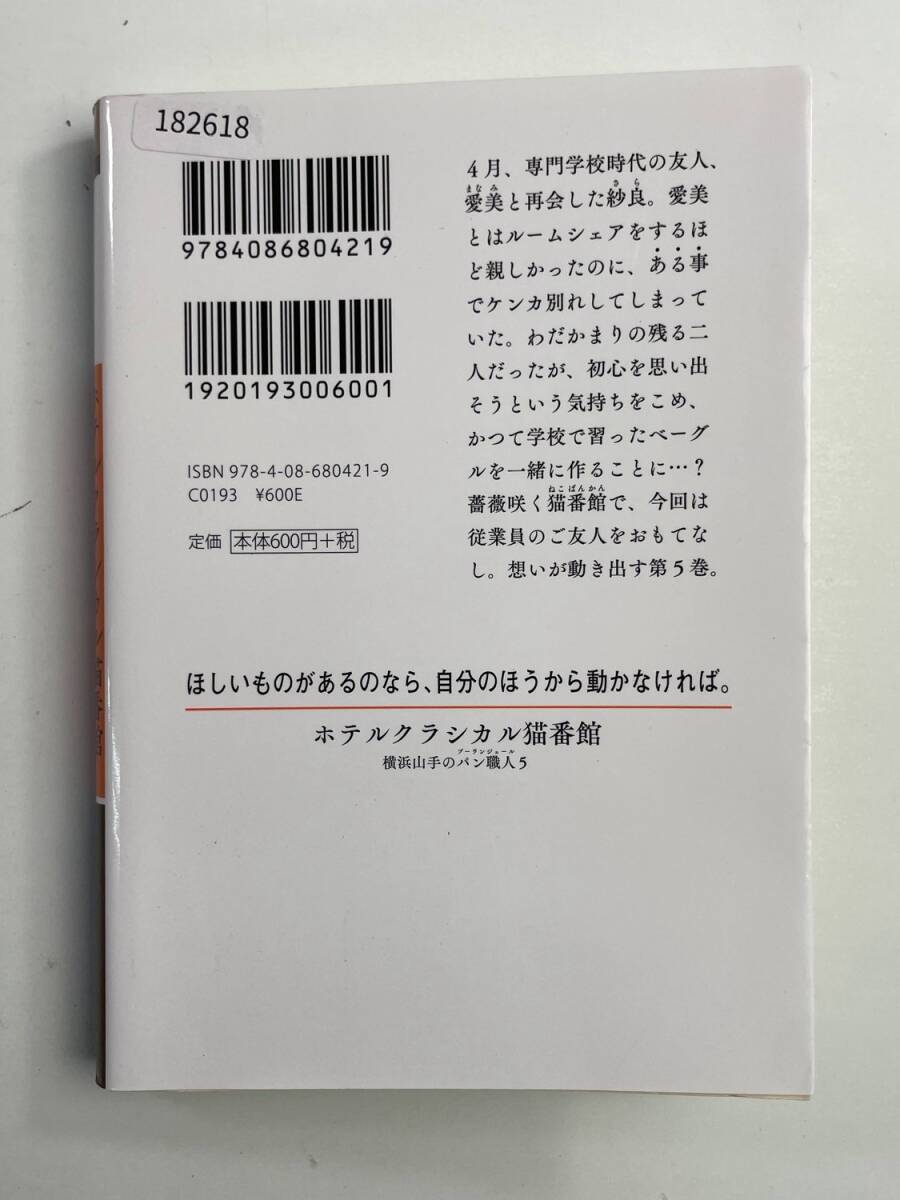 182618
9784086804219
1920193006001
ISBN 978-4-08-680421-9
C0193 ¥600E
定価 本体600円+税
4月、専門学校時代の友人、
愛美と再会した紗良。愛美
とはルームシェアをするほ
ど親しかったのに、ある事
でケンカ別れしてしまって
いた。わだかまりの残る二
人だったが、初心を思い出
そうという気持ちをこめ、
かつて学校で習ったベーグ
ルを一緒に作ることに…?
薔薇咲く猫番館で、今回は
従業員のご友人をおもてな
し。想いが動き出す第5巻。
ほしいものがあるのなら、自分のほうから動かなければ。
ホテルクラシカル猫番館
横浜山手のパン職人5